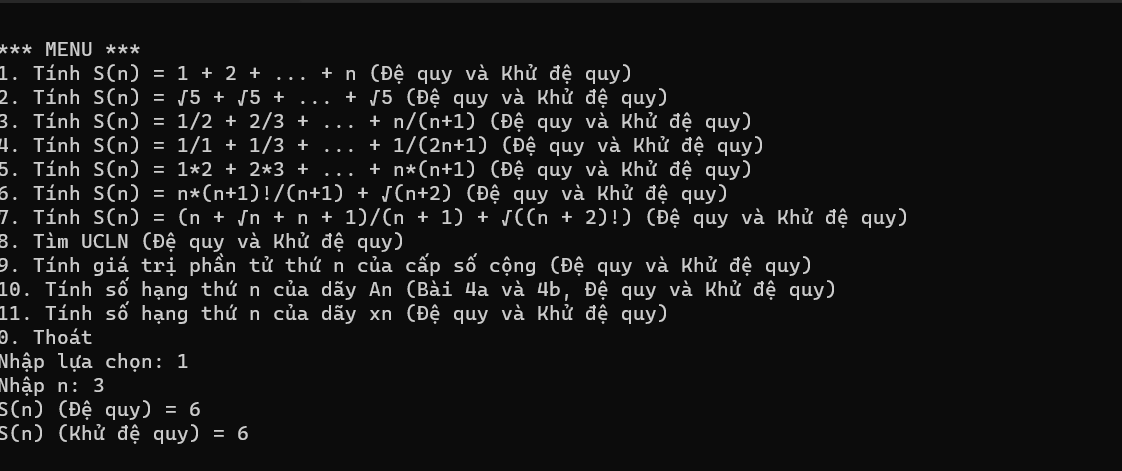 *** MENU ***
1. Tính S(n) = 1 + 2 + ... + n (Đệ quy và Khử đệ quy)
2. Tính S(n) = √5 + √5 + ... + √5 (Đệ quy và Khử đệ quy)
3. Tính S(n) = 1/2 + 2/3 + ... + n/(n+1) (Đệ quy và Khử đệ quy)
4. Tính S(n) = 1/1 + 1/3 + ... + 1/(2n+1) (Đệ quy và Khử đệ quy)
5. Tính S(n) = 1*2 + 2*3 + ... + n*(n+1) (Đệ quy và Khử đệ quy)
6. Tính S(n) = n*(n+1)!/(n+1) + √(n+2) (Đệ quy và Khử đệ quy)
7. Tính S(n) = (n + √n + n + 1)/(n + 1) + √((n + 2)!) (Đệ quy và Khử đệ quy)
8. Tìm UCLN (Đệ quy và Khử đệ quy)
9. Tính giá trị phần tử thứ n của cấp số cộng (Đệ quy và Khử đệ quy)
10. Tính số hạng thứ n của dãy An (Bài 4a và 4b, Đệ quy và Khử đệ quy)
11. Tính số hạng thứ n của dãy xn (Đệ quy và Khử đệ quy)
0. Thoát
Nhập lựa chọn: 1
Nhập n: 3
S(n) (Đệ quy) = 6
S(n) (Khử đệ quy) = 6